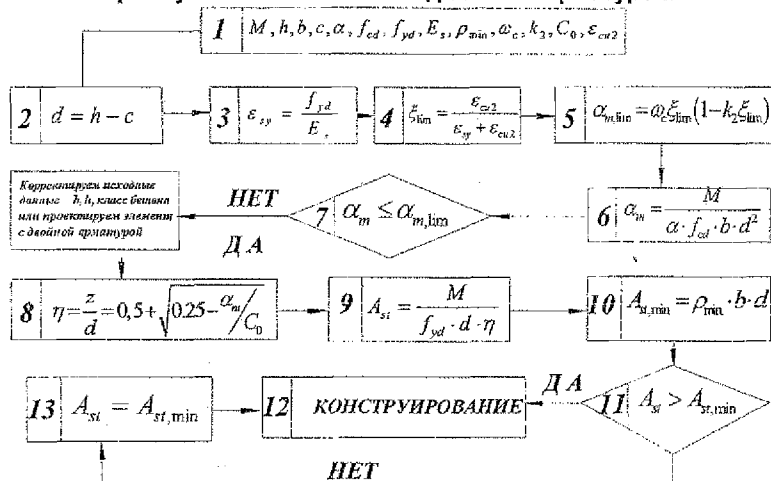 1 M, h, b, c, α, f_cd, f_yd, E_s, ρ_min, ω_c, k_2, C_0, ε_cu2
2 d = h − c
3 ε_sy = f_yd / E_s
4 ξ_lim = ε_cu2 / (ε_sy + ε_cu2)
5 α_m,lim = ω_c ξ_lim (1 − k_2 ξ_lim)
Корректируем исходные
данные h, b, класс бетона
или проектируем элемент
с двойной арматурой
НЕТ
7 α_m ≤ α_m,lim
6 α_m = M / (α · f_cd · b · d²)
ДА
8 η = z/d = 0,5 + √(0.25 − α_m / C_0)
9 A_st = M / (f_yd · d · η)
10 A_st,min = ρ_min · b · d
13 A_st = A_st,min
12 КОНСТРУИРОВАНИЕ
ДА
11 A_st > A_st,min
НЕТ